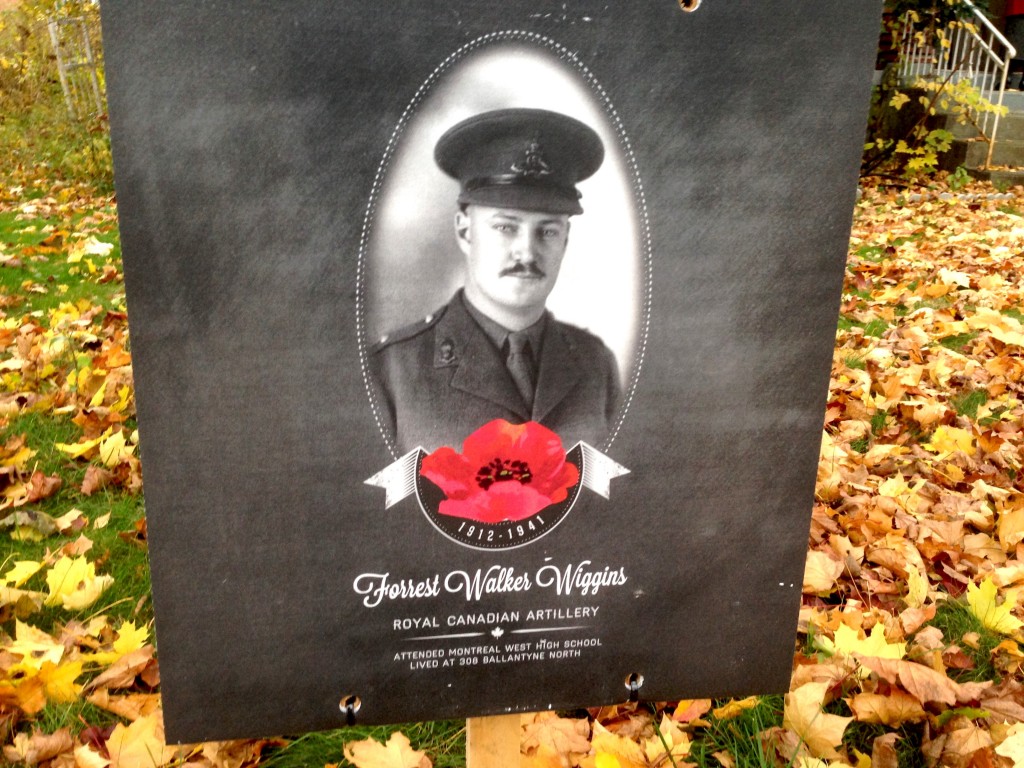 1912-1941
Forrest Walker Wiggins
ROYAL CANADIAN ARTILLERY
ATTENDED MONTREAL WEST HIGH SCHOOL
LIVED AT 308 BALLANTYNE NORTH